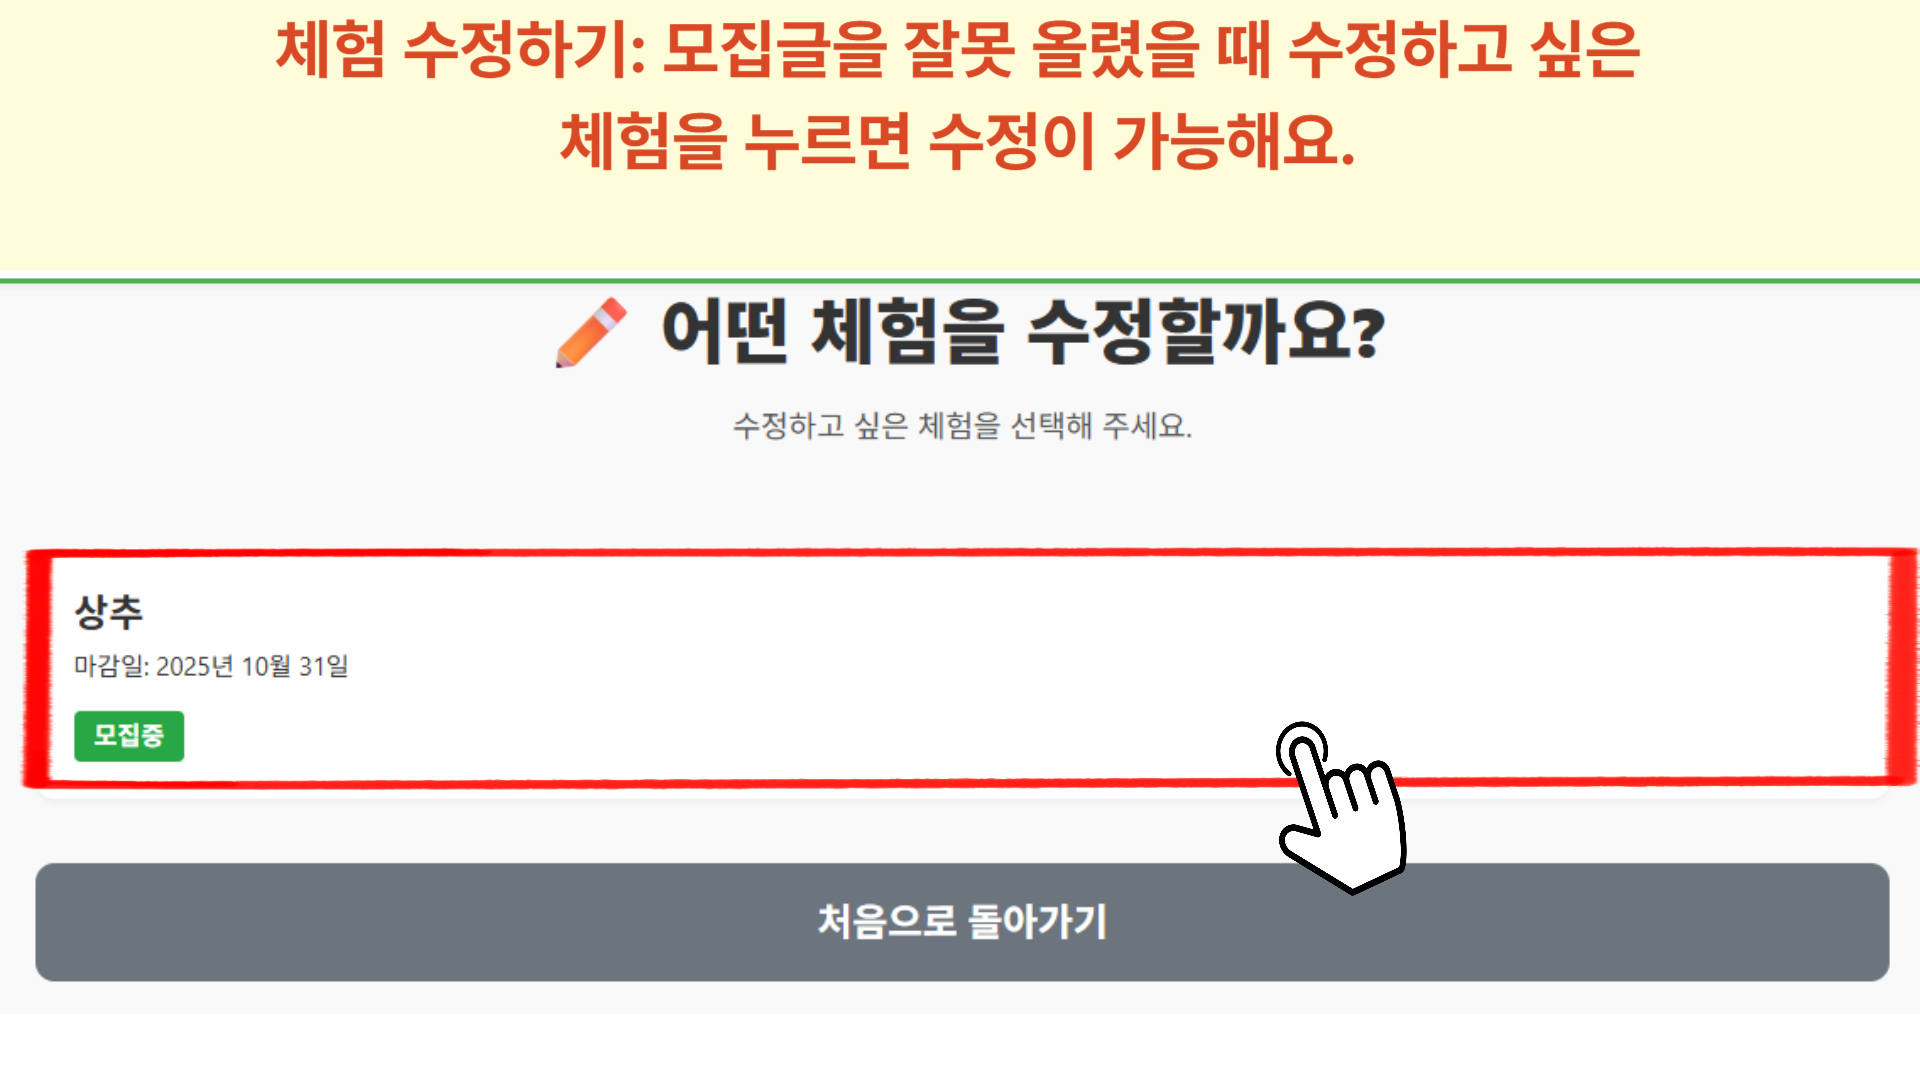 체험 수정하기: 모집글을 잘못 올렸을 때 수정하고 싶은
체험을 누르면 수정이 가능해요.
어떤 체험을 수정할까요?
수정하고 싶은 체험을 선택해 주세요.
상추
마감일: 2025년 10월 31일
모집중
처음으로 돌아가기